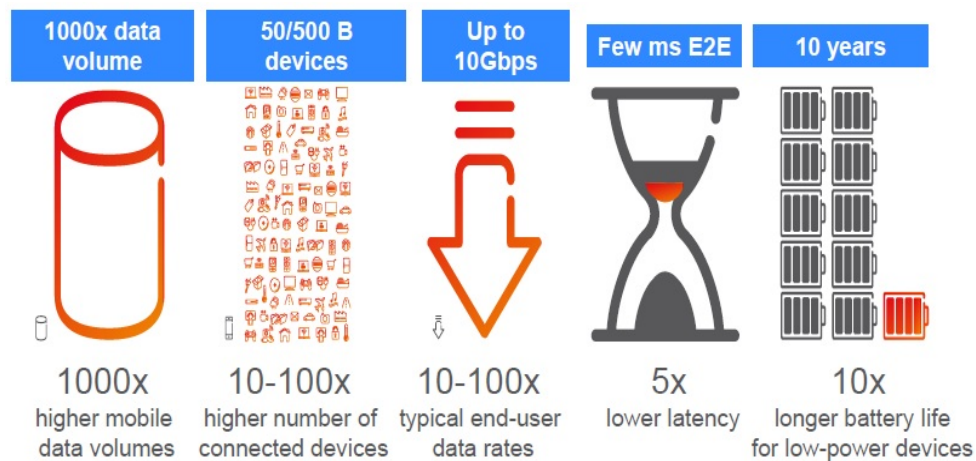 1000x data
volume
50/500 B
devices
Up to
10Gbps
Few ms E2E
10 years
1000x
higher mobile
data volumes
10-100x
higher number of
connected devices
10-100x
typical end-user
data rates
5x
lower latency
10x
longer battery life
for low-power devices